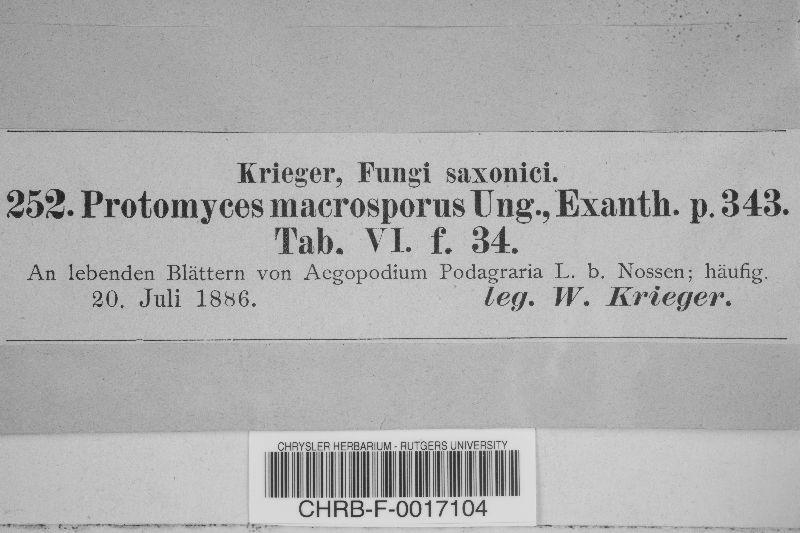 Krieger, Fungi saxonici.
252. Protomyces macrosporus Ung., Exanth. p. 343.
Tab. VI. f. 34.
An lebenden Blättern von Aegopodium Podagraria L. b. Nossen; häufig.
20. Juli 1886. leg. W. Krieger.
CHRYSLER HERBARIUM - RUTGERS UNIVERSITY
CHRB-F-0017104